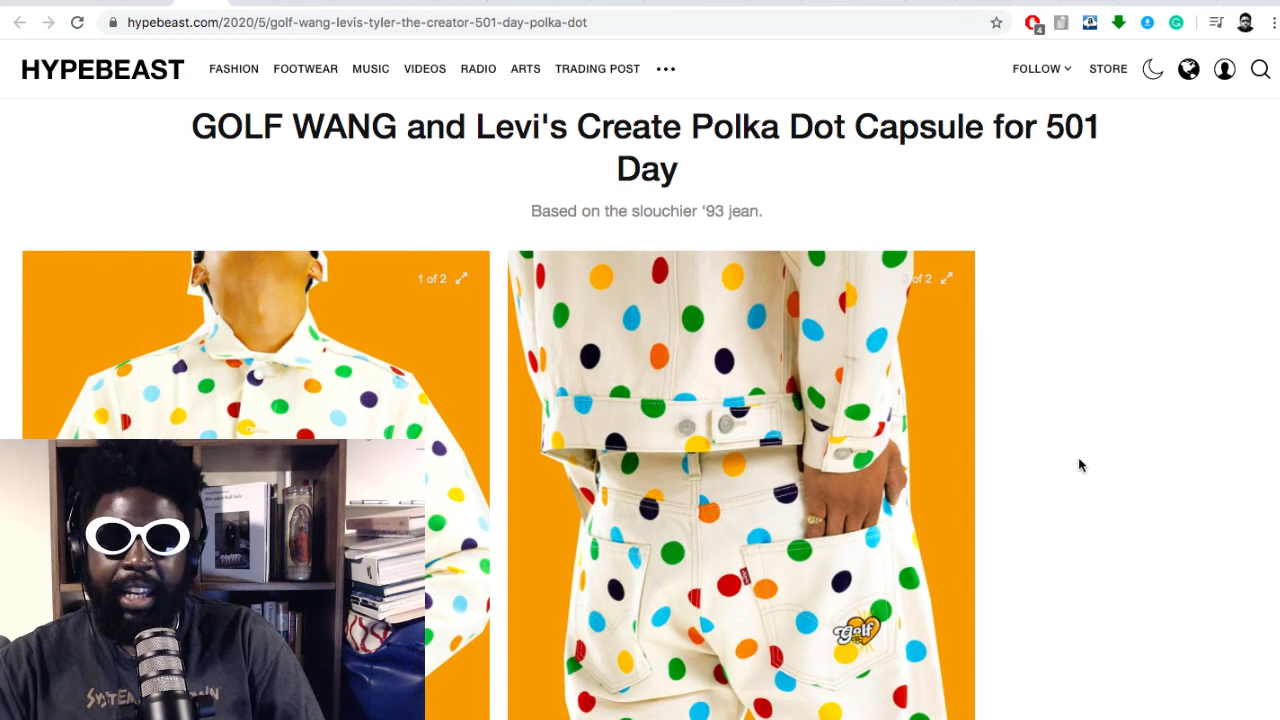 hypebeast.com/2020/5/golf-wang-levis-tyler-the-creator-501-day-polka-dot
4
HYPEBEAST FASHION FOOTWEAR MUSIC VIDEOS RADIO ARTS TRADING POST FOLLOW STORE
GOLF WANG and Levi's Create Polka Dot Capsule for 501
Day
Based on the slouchier ‘93 jean.
1 of 2
of 2
Golf